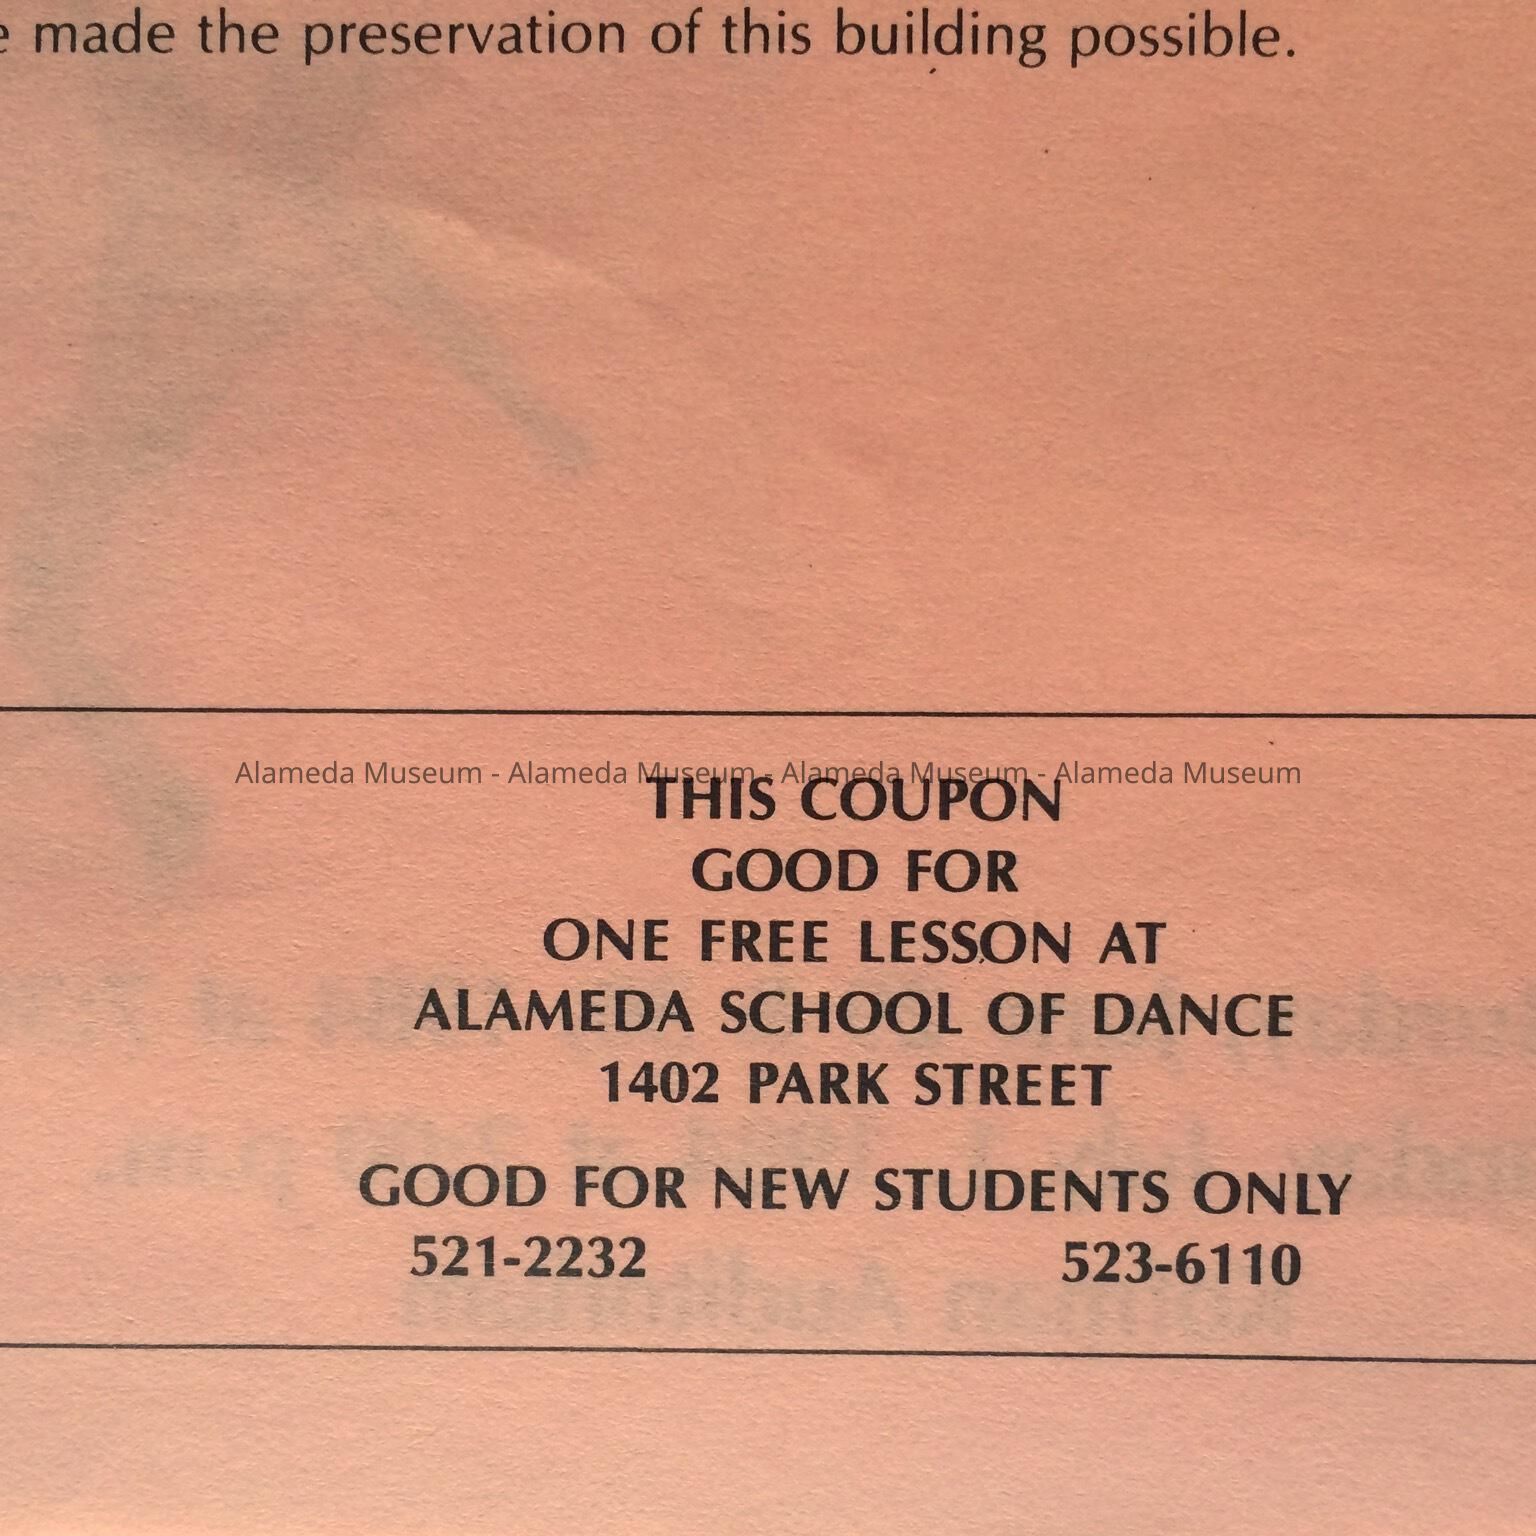 e made the preservation of this building possible.
Alameda Museum - Alameda Museum - Alameda Museum - Alameda Museum
THIS COUPON
GOOD FOR
ONE FREE LESSON AT
ALAMEDA SCHOOL OF DANCE
1402 PARK STREET
GOOD FOR NEW STUDENTS ONLY
521-2232 523-6110